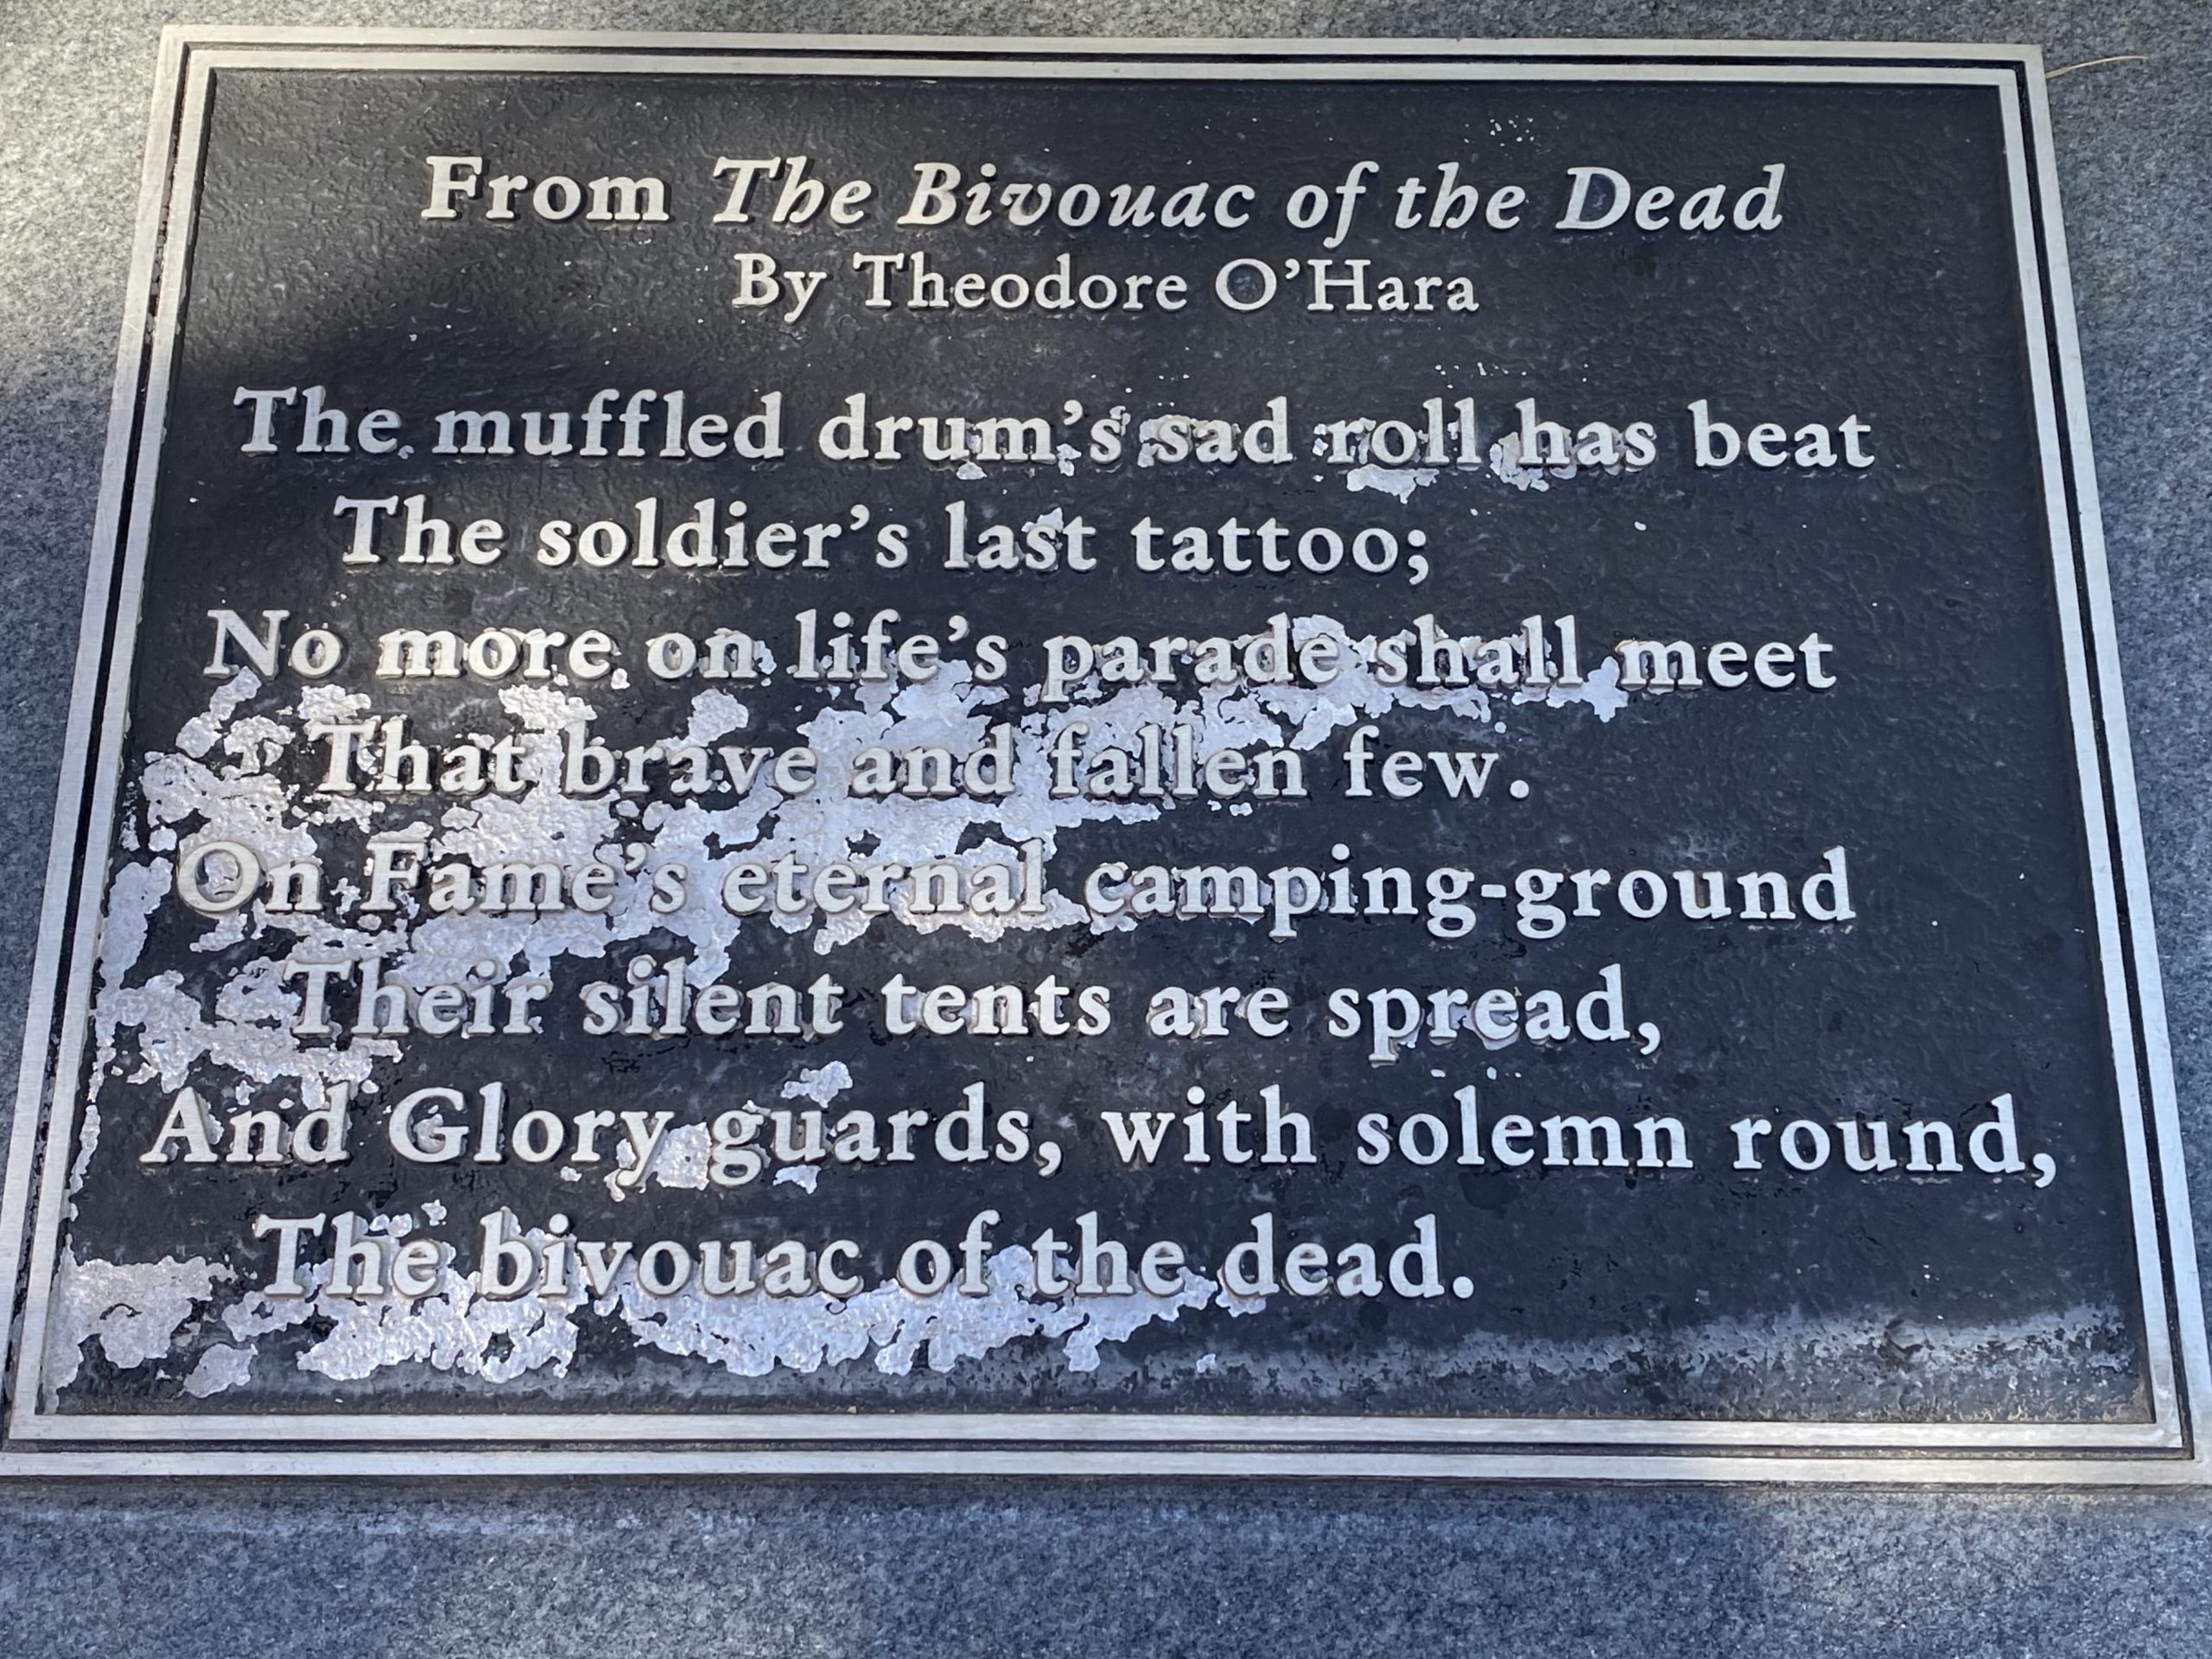 From The Bivouac of the Dead
By Theodore O'Hara
The muffled drum's sad roll has beat
The soldier's last tattoo;
No more on life's parade shall meet
That brave and fallen few.
On Fame's eternal camping-ground
Their silent tents are spread,
And Glory guards, with solemn round,
The bivouac of the dead.